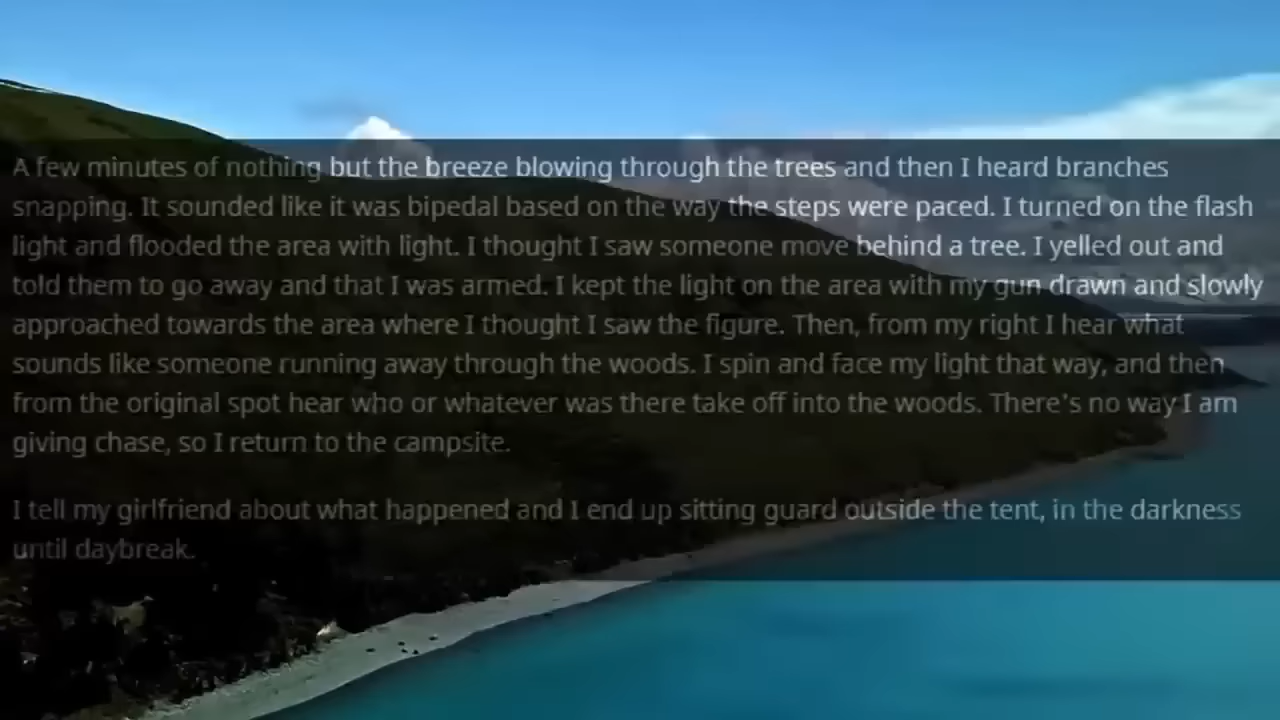 A few minutes of nothing but the breeze blowing through the trees and then I heard branches
snapping. It sounded like it was bipedal based on the way the steps were paced. I turned on the flash
light and flooded the area with light. I thought I saw someone move behind a tree. I yelled out and
told them to go away and that I was armed. I kept the light on the area with my gun drawn and slowly
approached towards the area where I thought I saw the figure. Then, from my right I hear what
sounds like someone running away through the woods. I spin and face my light that way, and then
from the original spot hear who or whatever was there take off into the woods. There's no way I am
giving chase, so I return to the campsite.
I tell my girlfriend about what happened and I end up sitting guard outside the tent, in the darkness
until daybreak.